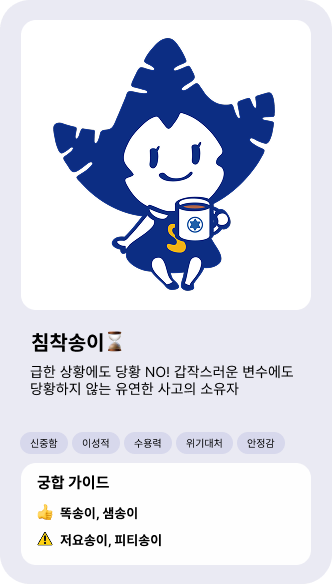 침착송이⌛
급한 상황에도 당황 NO! 갑작스러운 변수에도
당황하지 않는 유연한 사고의 소유자
신중함 이성적 수용력 위기대처 안정감
궁합 가이드
👍 똑송이, 샘송이
⚠️ 저요송이, 피티송이